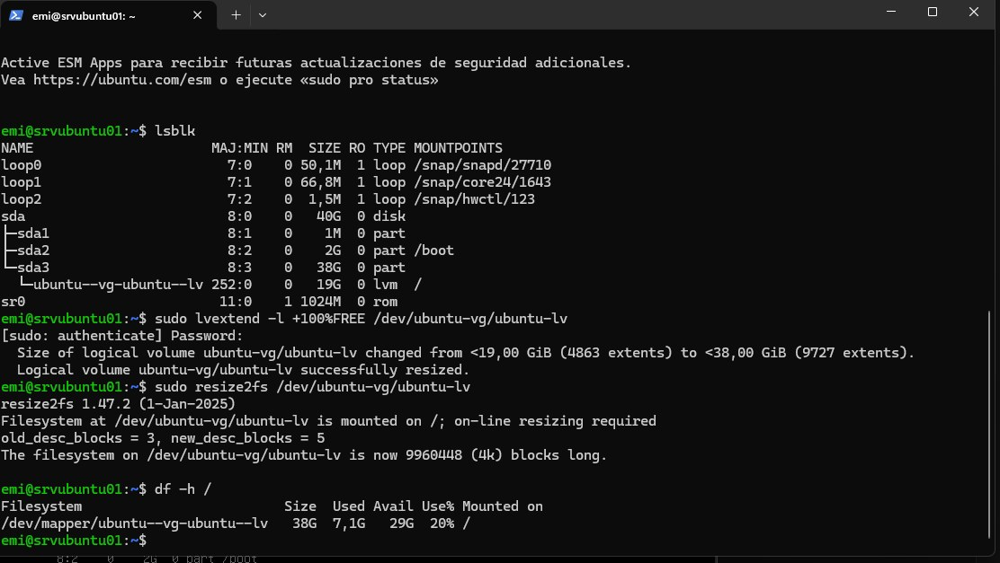 emi@srvubuntu01: ~
Active ESM Apps para recibir futuras actualizaciones de seguridad adicionales.
Vea https://ubuntu.com/esm o ejecute «sudo pro status»
emi@srvubuntu01:~$ lsblk
NAME                      MAJ:MIN RM  SIZE RO TYPE MOUNTPOINTS
loop0                       7:0    0 50,1M  1 loop /snap/snapd/27710
loop1                       7:1    0 66,8M  1 loop /snap/core24/1643
loop2                       7:2    0  1,5M  1 loop /snap/hwctl/123
sda                         8:0    0   40G  0 disk
├─sda1                      8:1    0    1M  0 part
├─sda2                      8:2    0    2G  0 part /boot
└─sda3                      8:3    0   38G  0 part
  └─ubuntu--vg-ubuntu--lv 252:0    0   19G  0 lvm  /
sr0                        11:0    1 1024M  0 rom
emi@srvubuntu01:~$ sudo lvextend -l +100%FREE /dev/ubuntu-vg/ubuntu-lv
[sudo: authenticate] Password:
  Size of logical volume ubuntu-vg/ubuntu-lv changed from <19,00 GiB (4863 extents) to <38,00 GiB (9727 extents).
  Logical volume ubuntu-vg/ubuntu-lv successfully resized.
emi@srvubuntu01:~$ sudo resize2fs /dev/ubuntu-vg/ubuntu-lv
resize2fs 1.47.2 (1-Jan-2025)
Filesystem at /dev/ubuntu-vg/ubuntu-lv is mounted on /; on-line resizing required
old_desc_blocks = 3, new_desc_blocks = 5
The filesystem on /dev/ubuntu-vg/ubuntu-lv is now 9960448 (4k) blocks long.
emi@srvubuntu01:~$ df -h /
Filesystem                         Size  Used Avail Use% Mounted on
/dev/mapper/ubuntu--vg-ubuntu--lv   38G  7,1G   29G  20% /
emi@srvubuntu01:~$
8:2    0    2G  0 part /boot